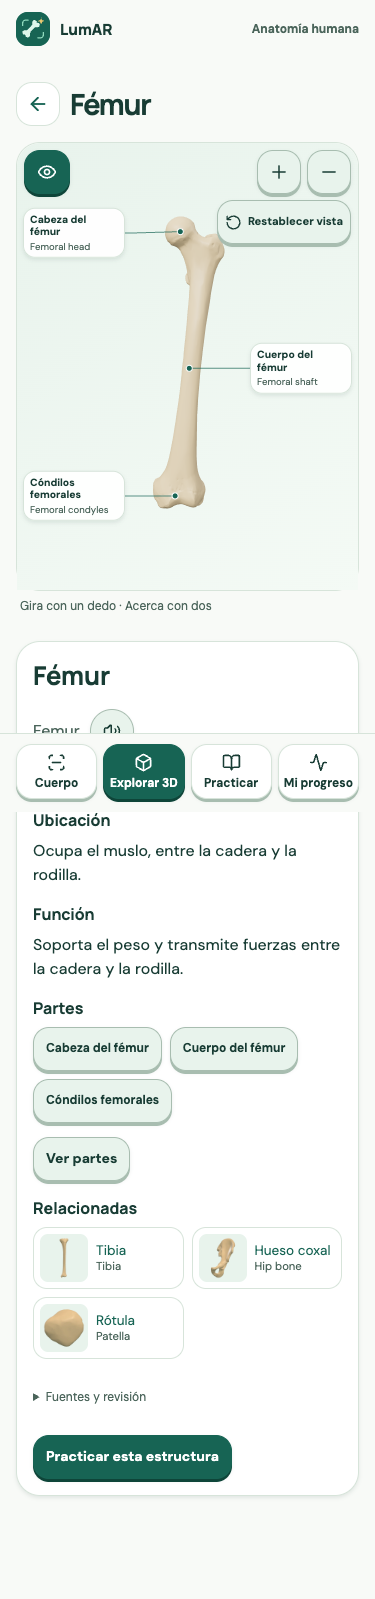 LumAR
Anatomía humana
Fémur
Restablecer vista
Cabeza del
fémur
Femoral head
Cuerpo del
fémur
Femoral shaft
Cóndilos
femorales
Femoral condyles
Gira con un dedo · Acerca con dos
Fémur
Femur
Cuerpo
Explorar 3D
Practicar
Mi progreso
Ubicación
Ocupa el muslo, entre la cadera y la
rodilla.
Función
Soporta el peso y transmite fuerzas entre
la cadera y la rodilla.
Partes
Cabeza del fémur
Cuerpo del fémur
Cóndilos femorales
Ver partes
Relacionadas
Tibia
Tibia
Hueso coxal
Hip bone
Rótula
Patella
Fuentes y revisión
Practicar esta estructura